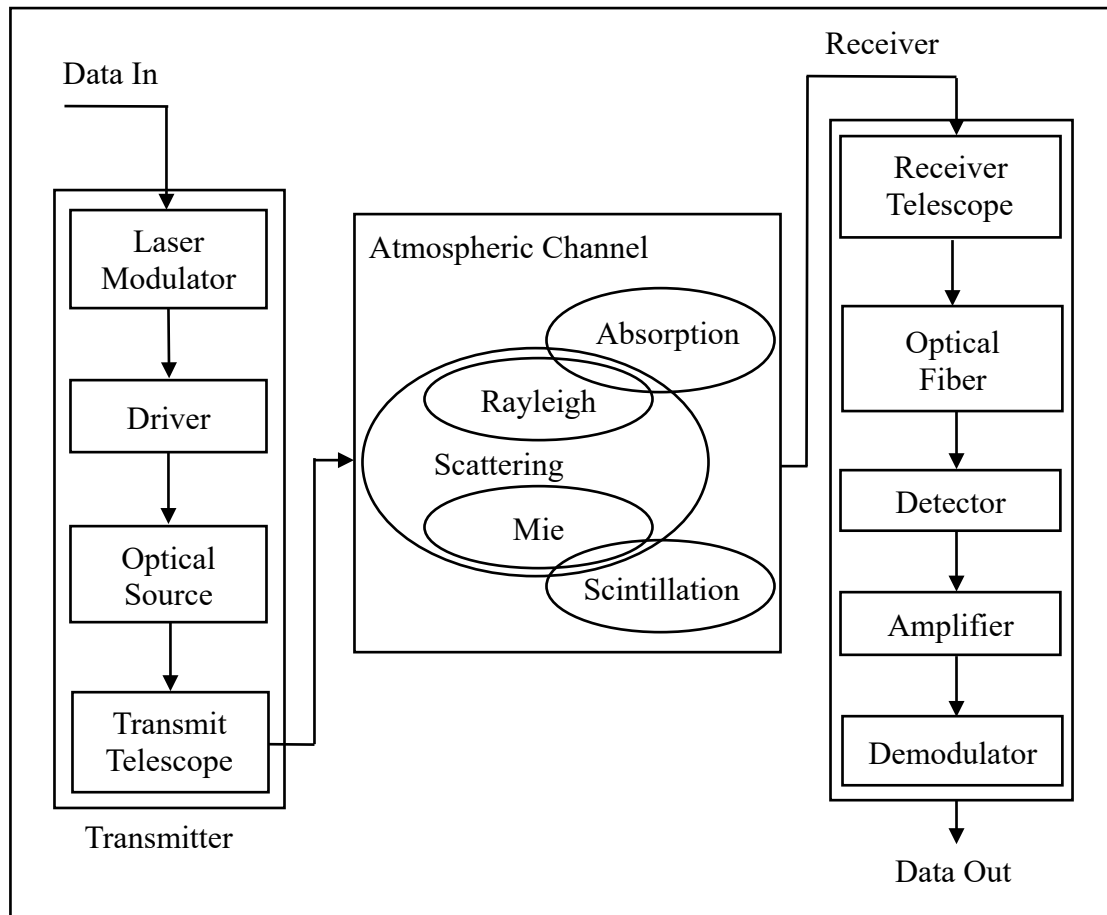 Data In
Laser
Modulator
Driver
Optical
Source
Transmit
Telescope
Transmitter
Atmospheric Channel
Absorption
Rayleigh
Scattering
Mie
Scintillation
Receiver
Receiver
Telescope
Optical
Fiber
Detector
Amplifier
Demodulator
Data Out